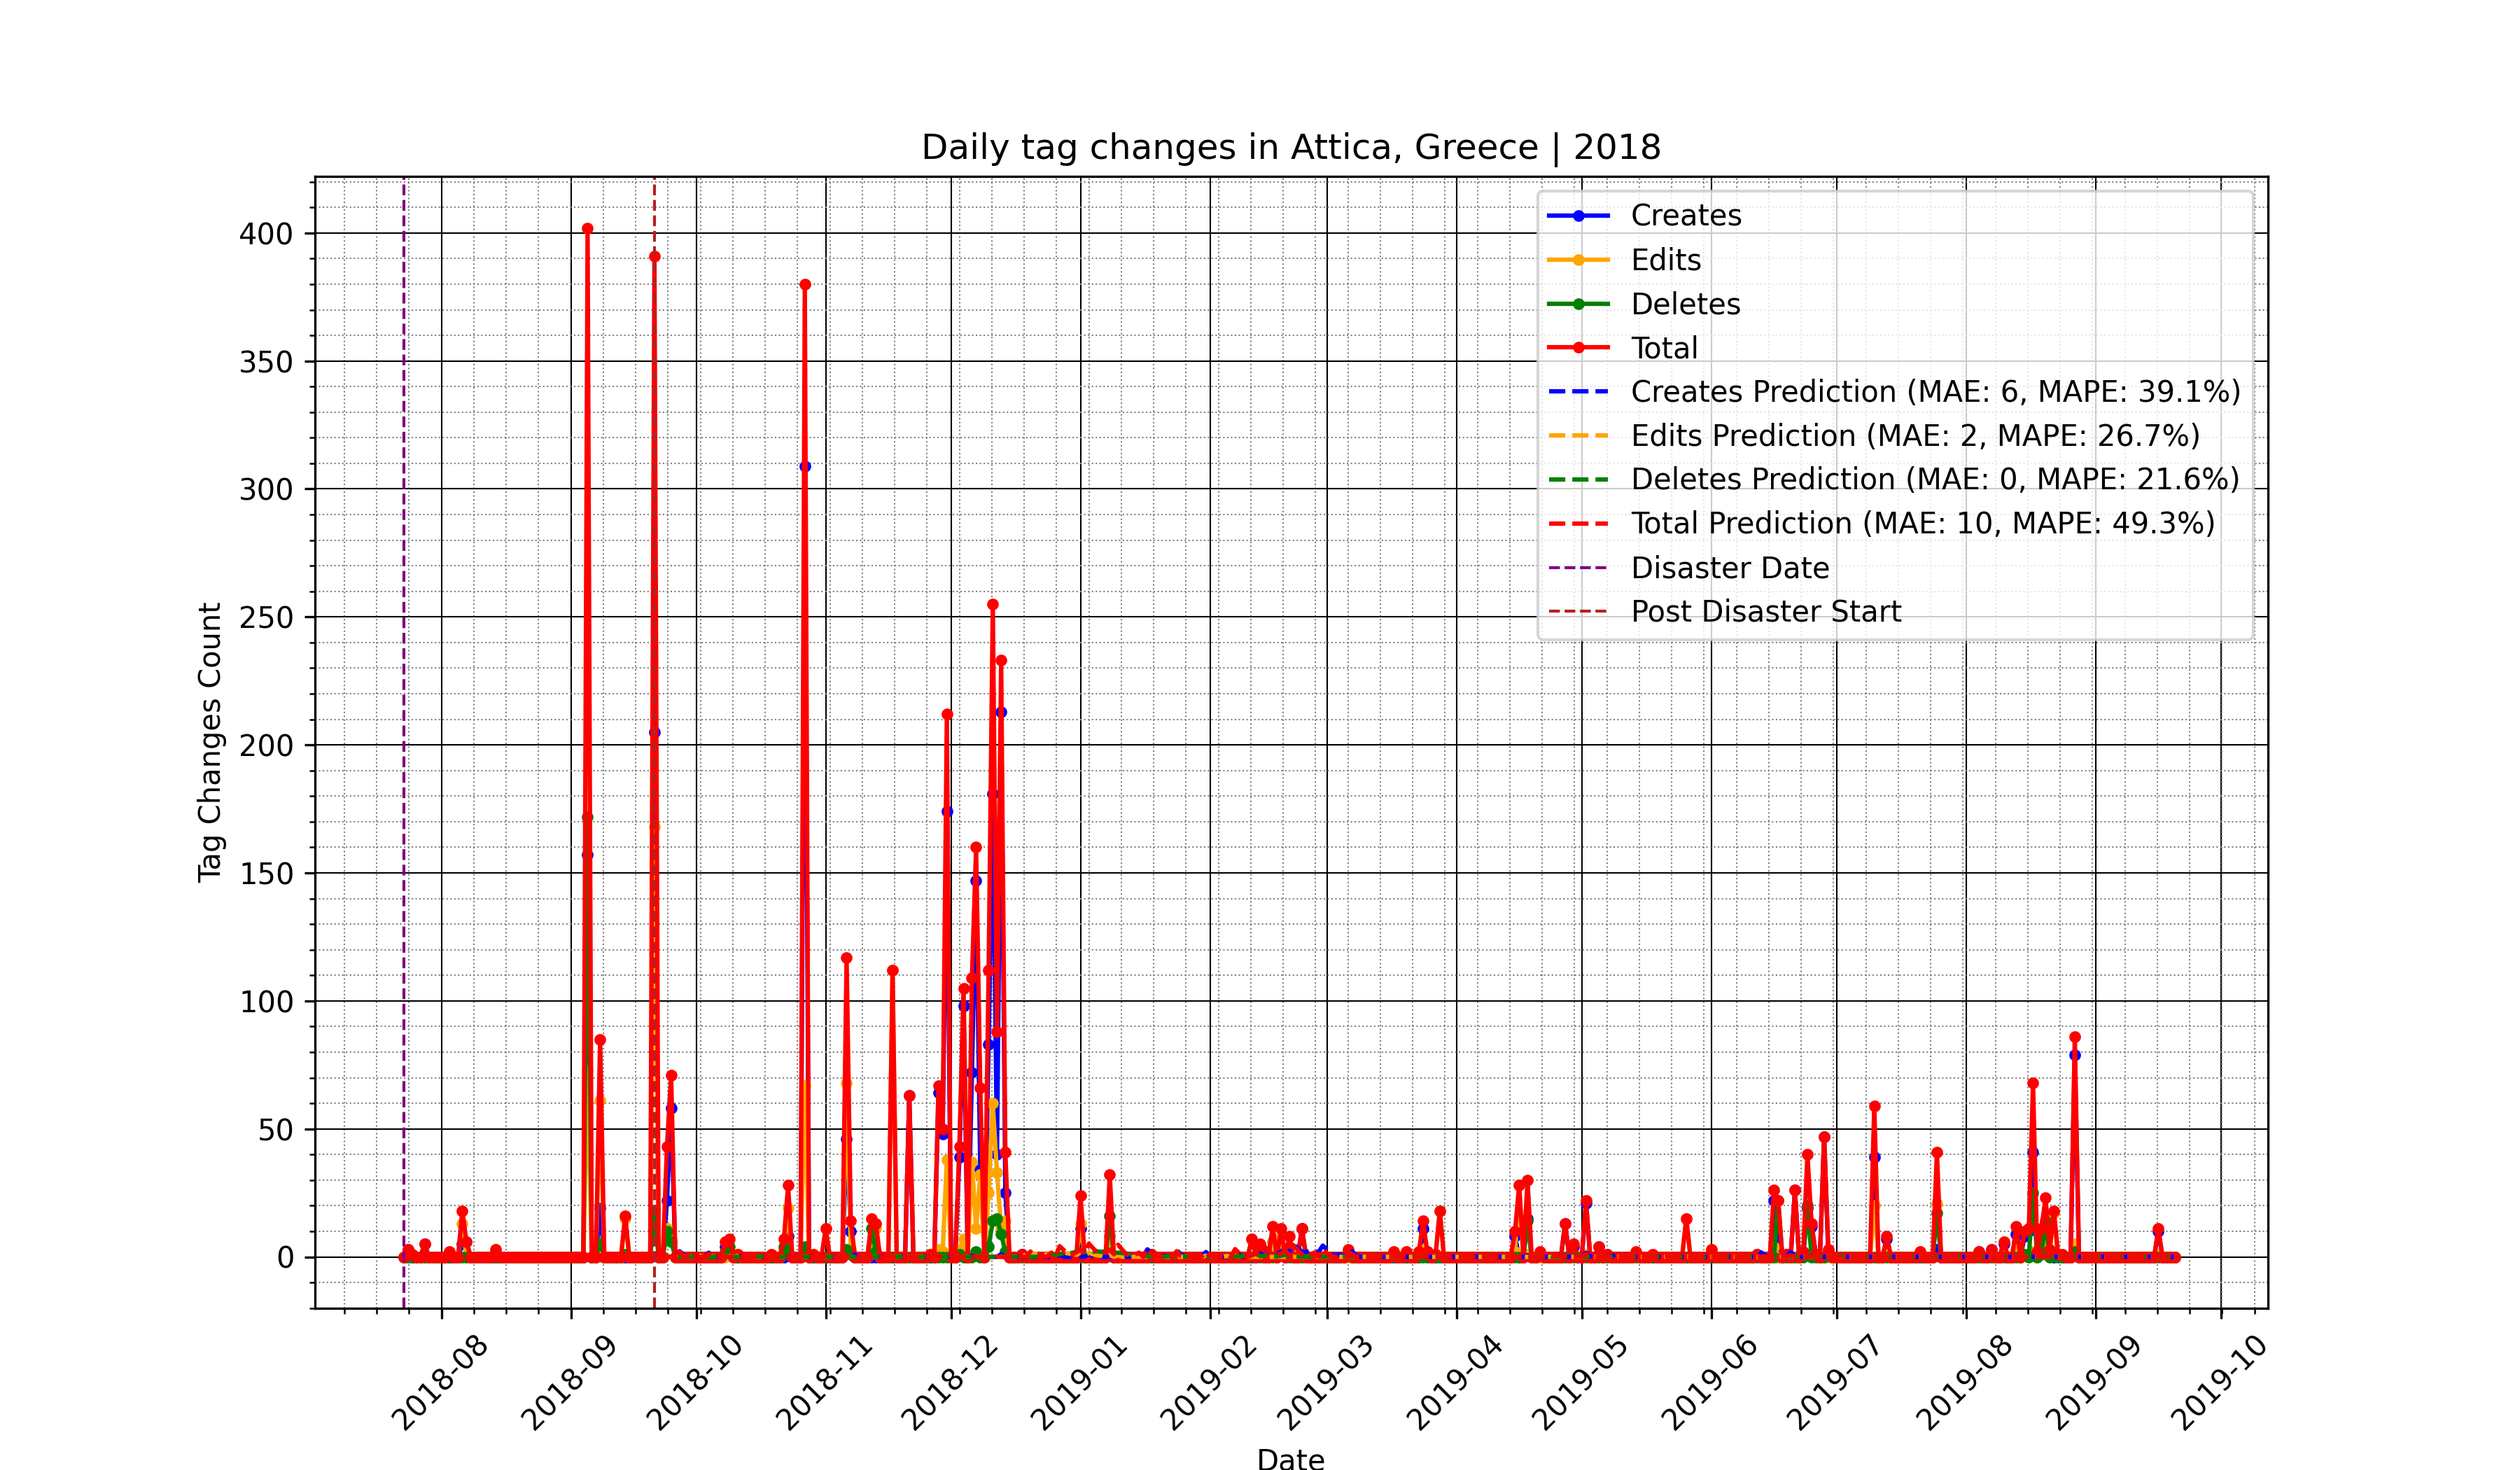 Daily tag changes in Attica, Greece | 2018
Tag Changes Count
400
350
300
250
200
150
100
50
0
Creates
Edits
Deletes
Total
Creates Prediction (MAE: 6, MAPE: 39.1%)
Edits Prediction (MAE: 2, MAPE: 26.7%)
Deletes Prediction (MAE: 0, MAPE: 21.6%)
Total Prediction (MAE: 10, MAPE: 49.3%)
Disaster Date
Post Disaster Start
2018-08
2018-09
2018-10
2018-11
2018-12
2019-01
2019-02
2019-03
2019-04
2019-05
2019-06
2019-07
2019-08
2019-09
2019-10
Date